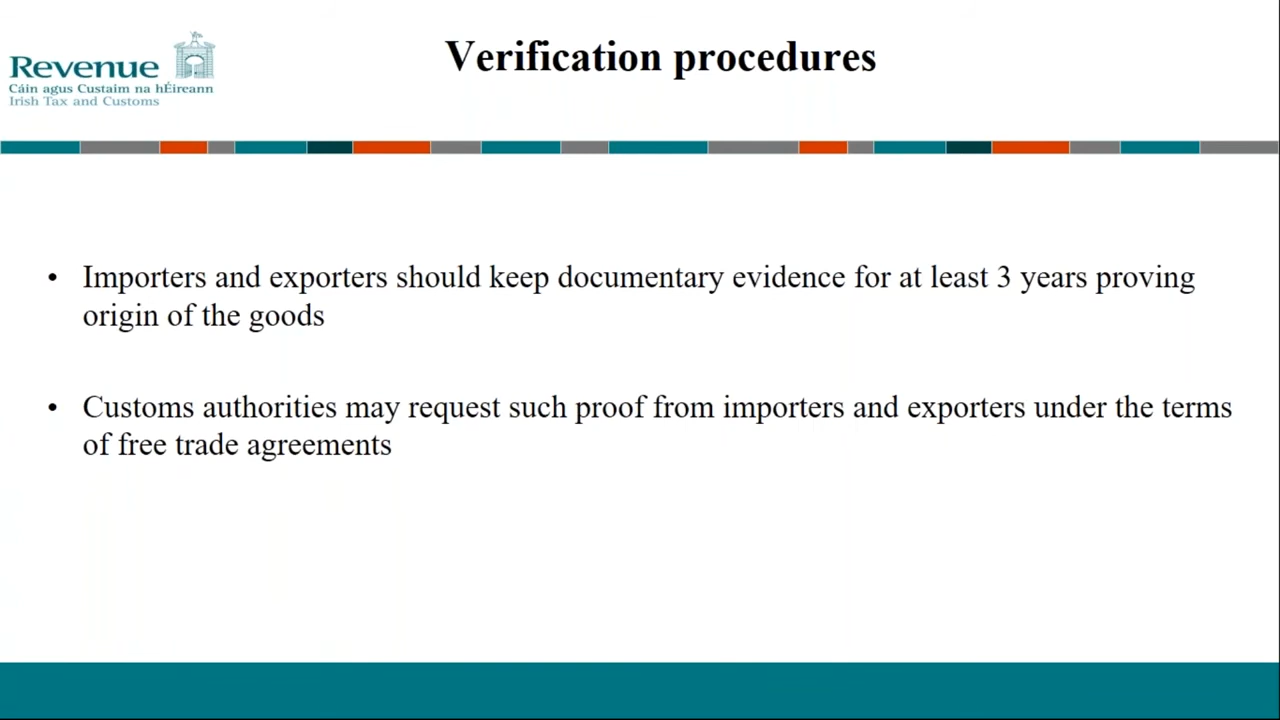 Verification procedures
Revenue
Cáin agus Custaim na hÉireann
Irish Tax and Customs
• Importers and exporters should keep documentary evidence for at least 3 years proving
origin of the goods
• Customs authorities may request such proof from importers and exporters under the terms
of free trade agreements